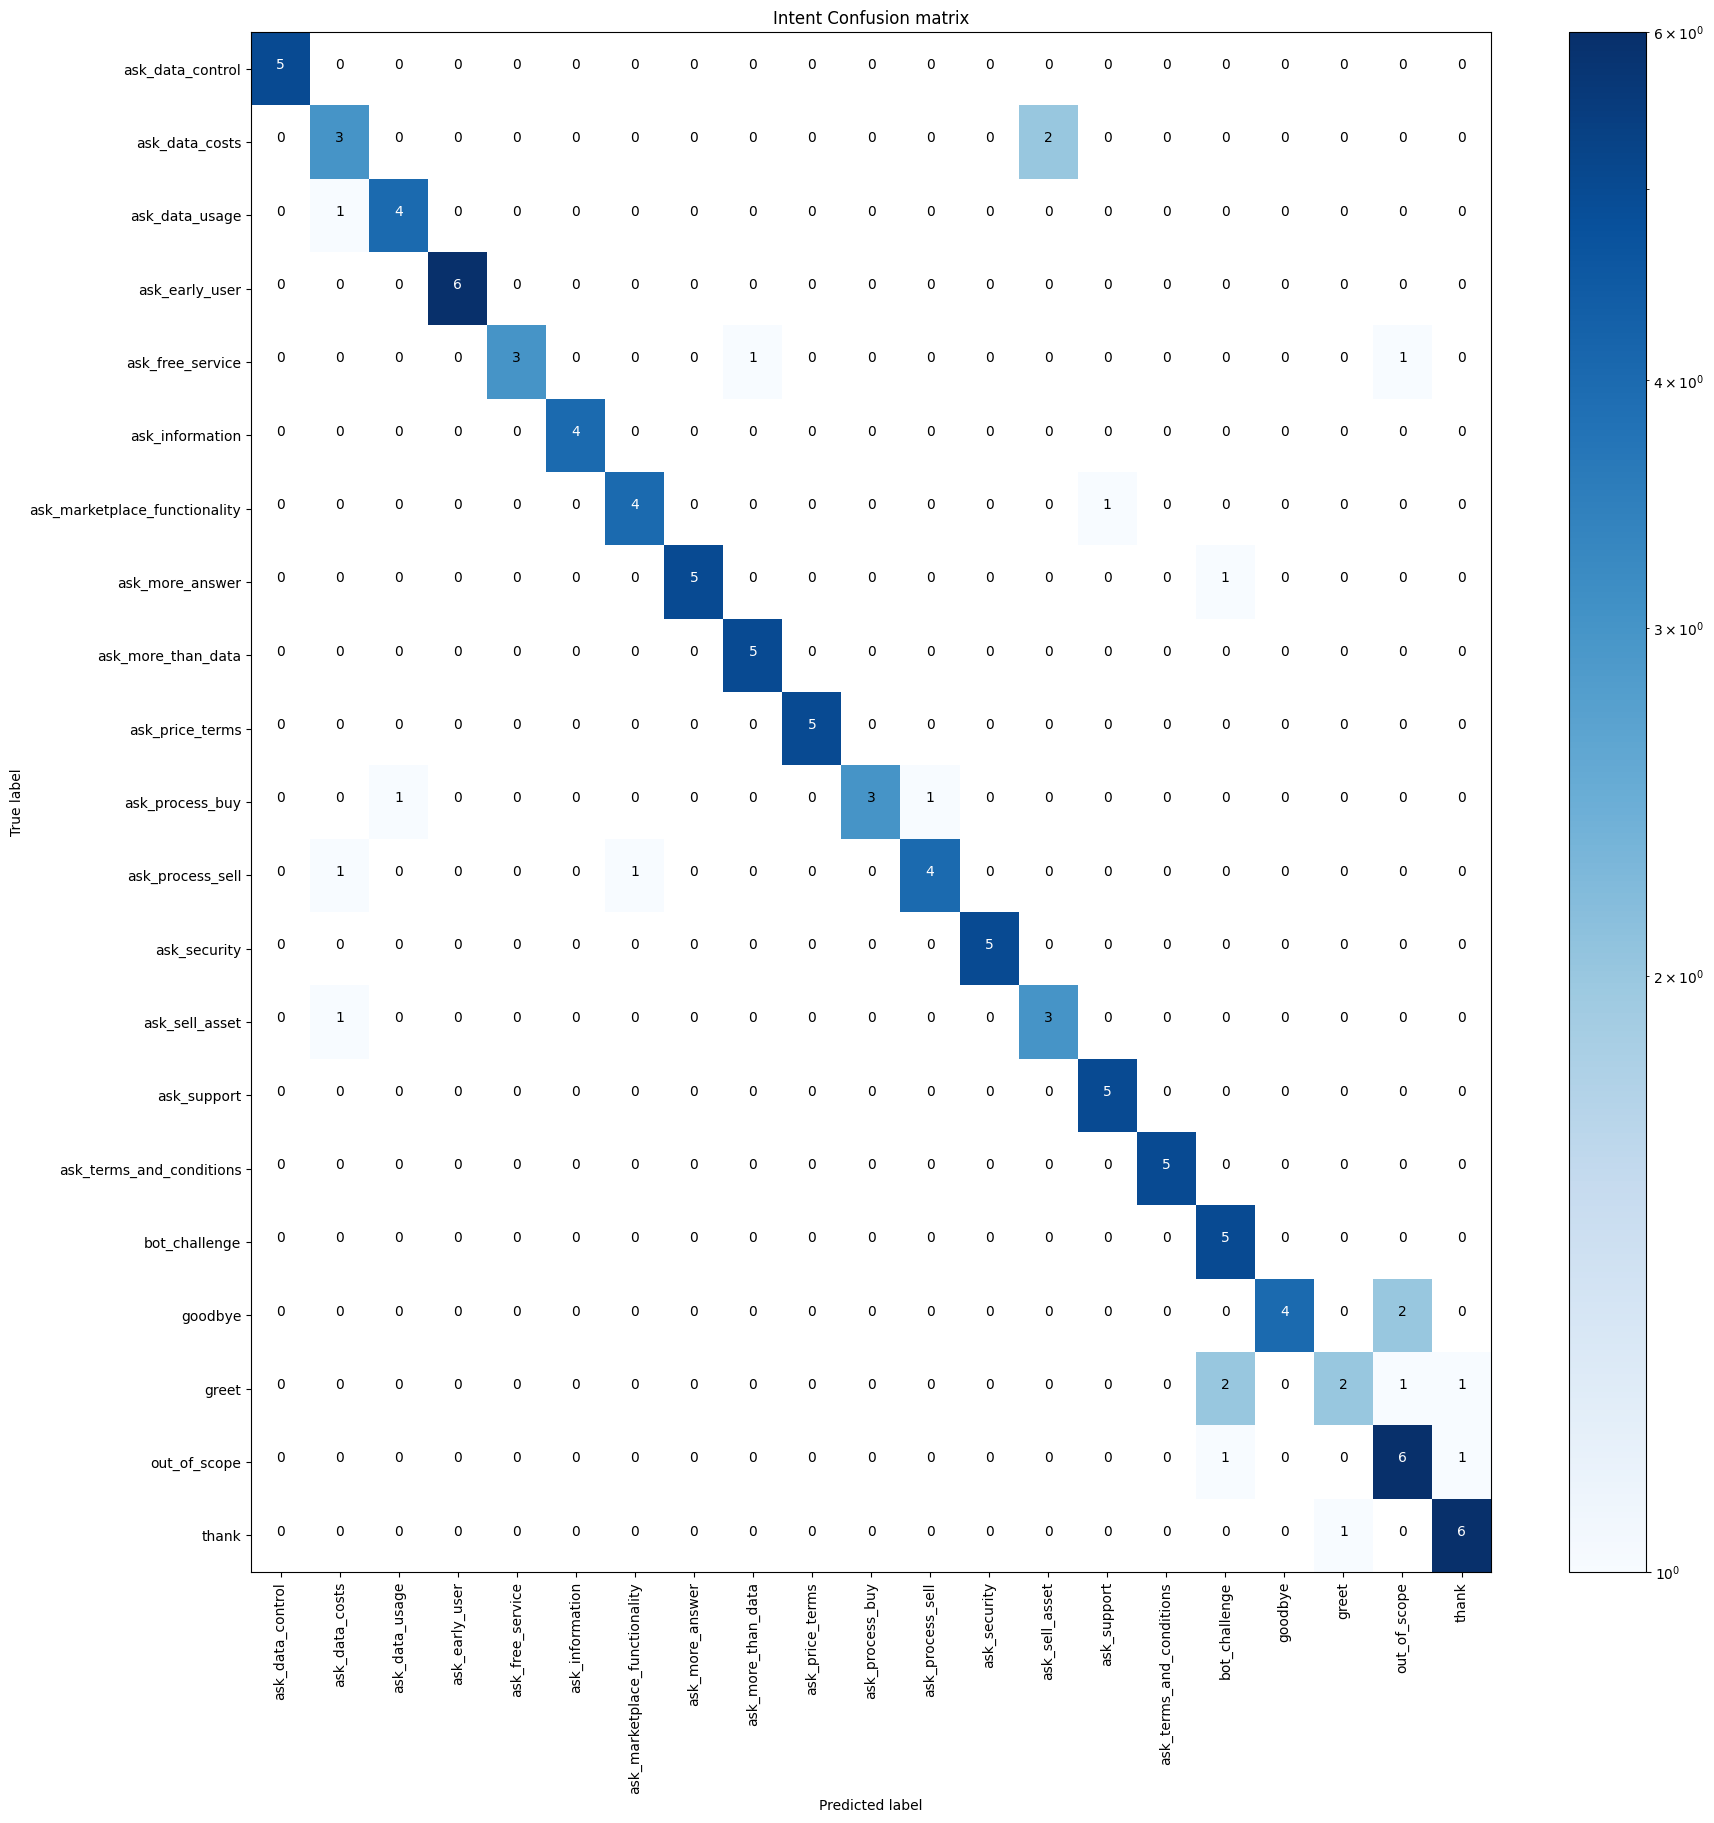 Intent Confusion matrix
ask_data_control 5 0 0 0 0 0 0 0 0 0 0 0 0 0 0 0 0 0 0 0 0
ask_data_costs 0 3 0 0 0 0 0 0 0 0 0 0 0 2 0 0 0 0 0 0 0
ask_data_usage 0 1 4 0 0 0 0 0 0 0 0 0 0 0 0 0 0 0 0 0 0
ask_early_user 0 0 0 6 0 0 0 0 0 0 0 0 0 0 0 0 0 0 0 0 0
ask_free_service 0 0 0 0 3 0 0 0 1 0 0 0 0 0 0 0 0 0 0 1 0
ask_information 0 0 0 0 0 4 0 0 0 0 0 0 0 0 0 0 0 0 0 0 0
ask_marketplace_functionality 0 0 0 0 0 0 4 0 0 0 0 0 0 0 1 0 0 0 0 0 0
ask_more_answer 0 0 0 0 0 0 0 5 0 0 0 0 0 0 0 0 1 0 0 0 0
ask_more_than_data 0 0 0 0 0 0 0 0 5 0 0 0 0 0 0 0 0 0 0 0 0
ask_price_terms 0 0 0 0 0 0 0 0 0 5 0 0 0 0 0 0 0 0 0 0 0
ask_process_buy 0 0 1 0 0 0 0 0 0 0 3 1 0 0 0 0 0 0 0 0 0
ask_process_sell 0 1 0 0 0 0 1 0 0 0 0 4 0 0 0 0 0 0 0 0 0
ask_security 0 0 0 0 0 0 0 0 0 0 0 0 5 0 0 0 0 0 0 0 0
ask_sell_asset 0 1 0 0 0 0 0 0 0 0 0 0 0 3 0 0 0 0 0 0 0
ask_support 0 0 0 0 0 0 0 0 0 0 0 0 0 0 5 0 0 0 0 0 0
ask_terms_and_conditions 0 0 0 0 0 0 0 0 0 0 0 0 0 0 0 5 0 0 0 0 0
bot_challenge 0 0 0 0 0 0 0 0 0 0 0 0 0 0 0 0 5 0 0 0 0
goodbye 0 0 0 0 0 0 0 0 0 0 0 0 0 0 0 0 0 4 0 2 0
greet 0 0 0 0 0 0 0 0 0 0 0 0 0 0 0 0 2 0 2 1 1
out_of_scope 0 0 0 0 0 0 0 0 0 0 0 0 0 0 0 0 1 0 0 6 1
thank 0 0 0 0 0 0 0 0 0 0 0 0 0 0 0 0 0 0 1 0 6
True label
ask_data_control
ask_data_costs
ask_data_usage
ask_early_user
ask_free_service
ask_information
ask_marketplace_functionality
ask_more_answer
ask_more_than_data
ask_price_terms
ask_process_buy
ask_process_sell
ask_security
ask_sell_asset
ask_support
ask_terms_and_conditions
bot_challenge
goodbye
greet
out_of_scope
thank
Predicted label
6 × 10⁰
4 × 10⁰
3 × 10⁰
2 × 10⁰
10⁰